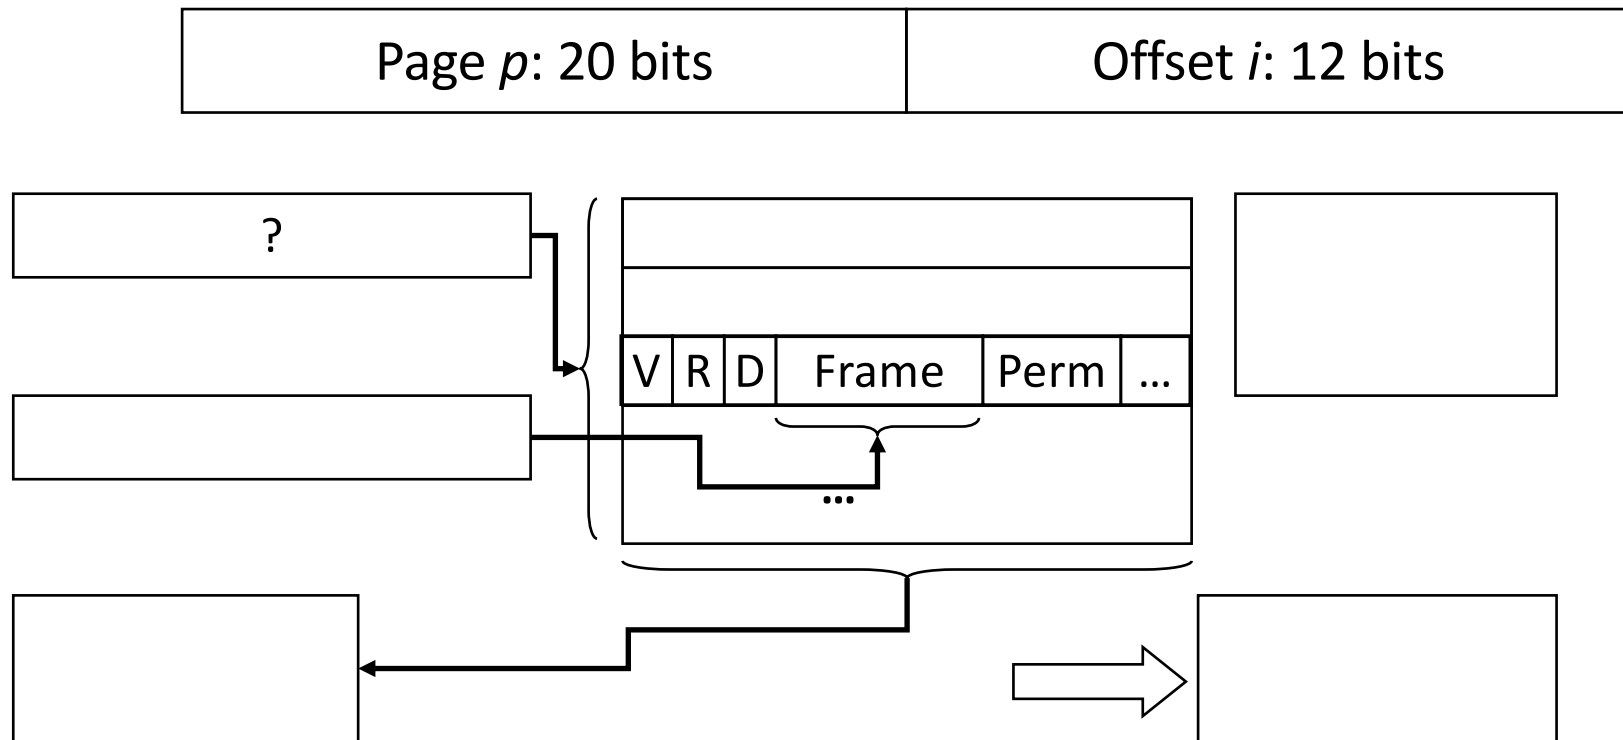 Page p: 20 bits
Offset i: 12 bits
?
V R D Frame Perm ...
...